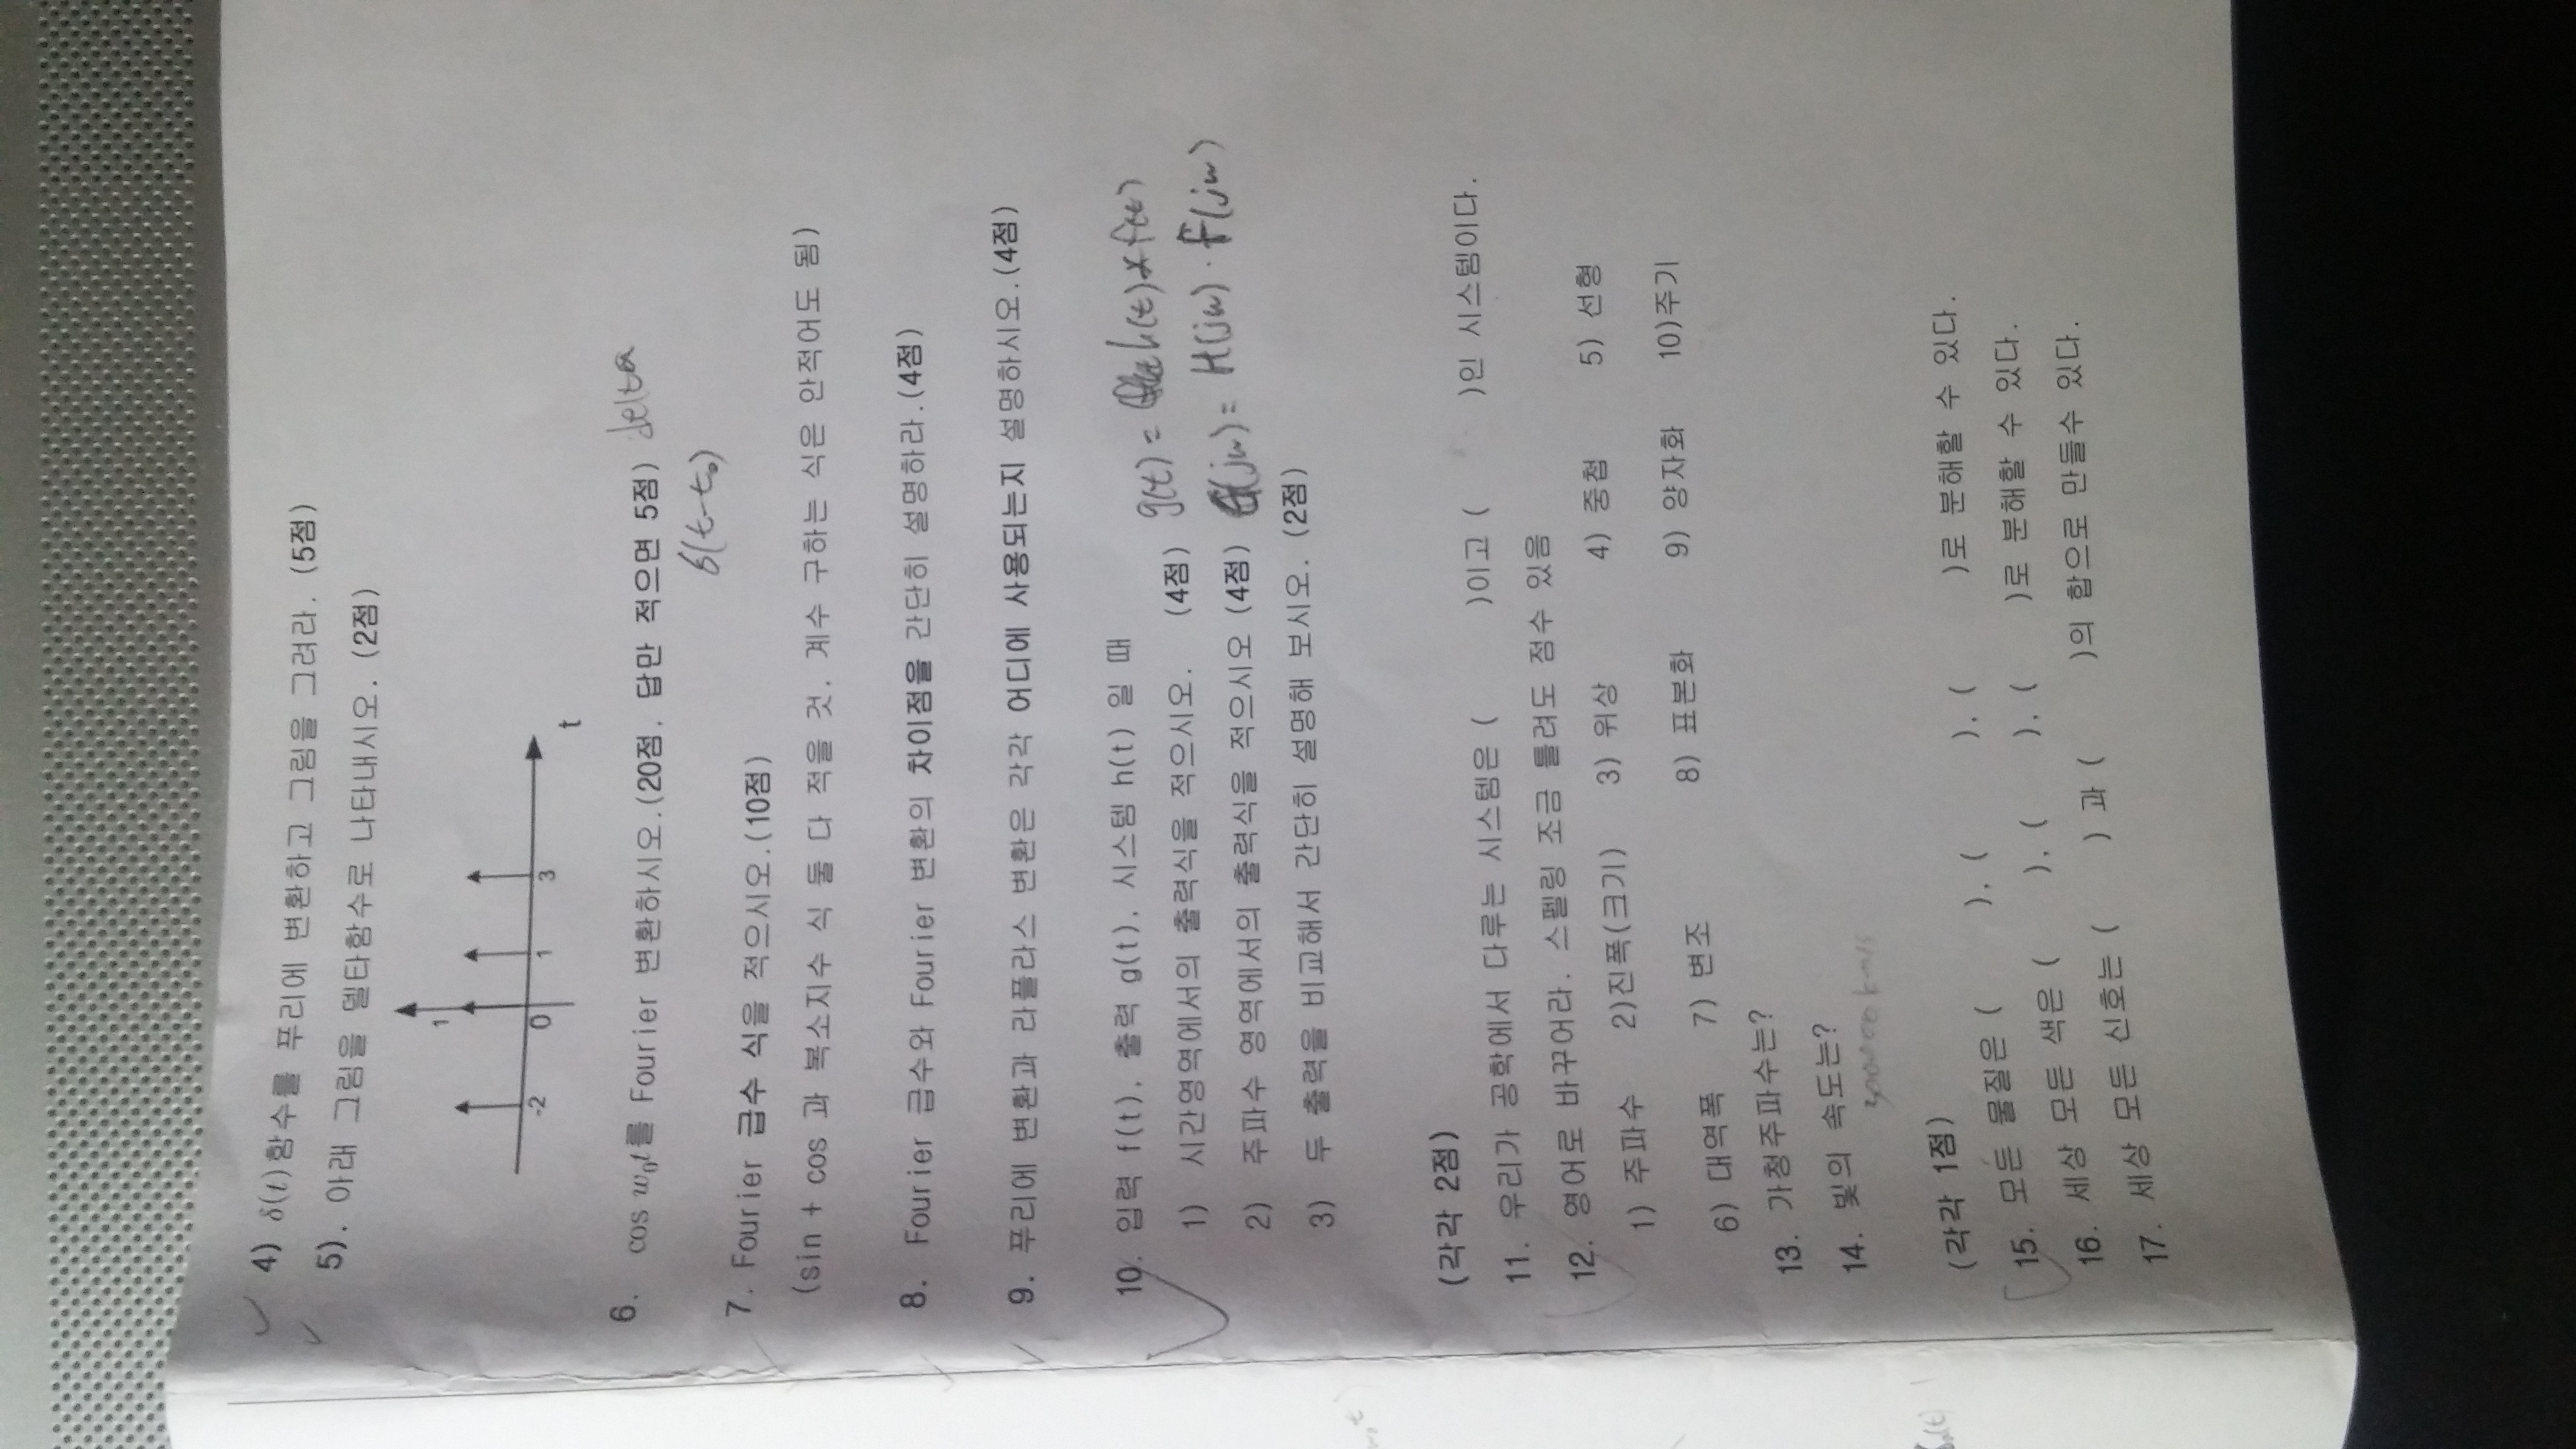 4) δ(t)함수를 푸리에 변환하고 그림을 그려라. (5점)
5). 아래 그림을 델타함수로 나타내시오. (2점)
1
-2 0 1 3 t
6. cos w₀t를 Fourier 변환하시오.(20점. 답만 적으면 5점) delta
δ(t-t₀)
7. Fourier 급수 식을 적으시오.(10점)
(sin + cos 과 복소지수 식 둘 다 적을 것. 계수 구하는 식은 안적어도 됨)
8. Fourier 급수와 Fourier 변환의 차이점을 간단히 설명하라.(4점)
9. 푸리에 변환과 라플라스 변환은 각각 어디에 사용되는지 설명하시오.(4점)
10. 입력 f(t), 출력 g(t), 시스템 h(t) 일 때
1) 시간영역에서의 출력식을 적으시오. (4점) g(t) = h(t)*f(t)
2) 주파수 영역에서의 출력식을 적으시오 (4점) G(jw) = H(jw)·F(jw)
3) 두 출력을 비교해서 간단히 설명해 보시오. (2점)
(각각 2점)
11. 우리가 공학에서 다루는 시스템은 ( )이고 ( )인 시스템이다.
12. 영어로 바꾸어라. 스펠링 조금 틀려도 점수 있음
1) 주파수 2)진폭(크기) 3) 위상 4) 중첩 5) 선형
6) 대역폭 7) 변조 8) 표본화 9) 양자화 10)주기
13. 가청주파수는?
14. 빛의 속도는?
(각각 1점)
15. 모든 물질은 ( ), ( ), ( )로 분해할 수 있다.
16. 세상 모든 색은 ( ), ( ), ( )로 분해할 수 있다.
17. 세상 모든 신호는 ( ) 과 ( )의 합으로 만들수 있다.